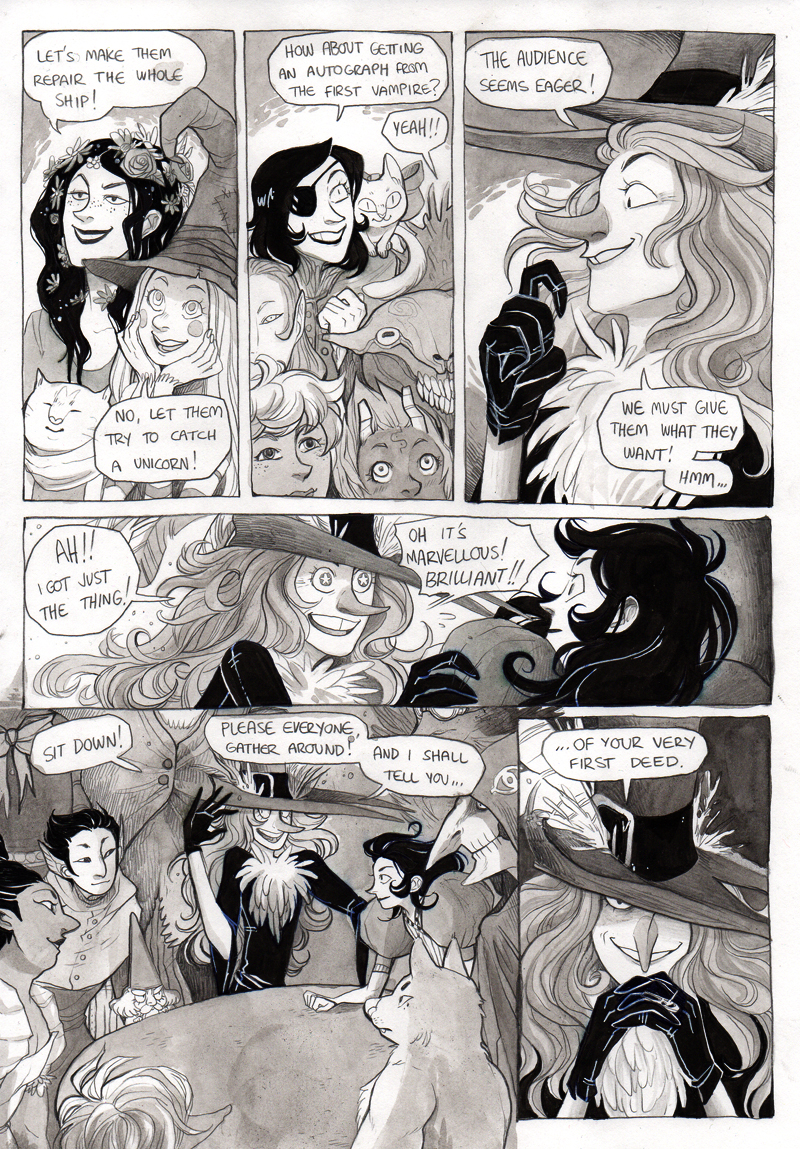 LET'S MAKE THEM
REPAIR THE WHOLE
SHIP!
NO, LET THEM
TRY TO CATCH
A UNICORN!
HOW ABOUT GETTING
AN AUTOGRAPH FROM
THE FIRST VAMPIRE?
YEAH!!
THE AUDIENCE
SEEMS EAGER!
WE MUST GIVE
THEM WHAT THEY
WANT!
HMM...
AH!!
I GOT JUST
THE THING!
OH IT'S
MARVELLOUS!
BRILLIANT!!
SIT DOWN!
PLEASE EVERYONE,
GATHER AROUND!
AND I SHALL
TELL YOU...
...OF YOUR VERY
FIRST DEED.